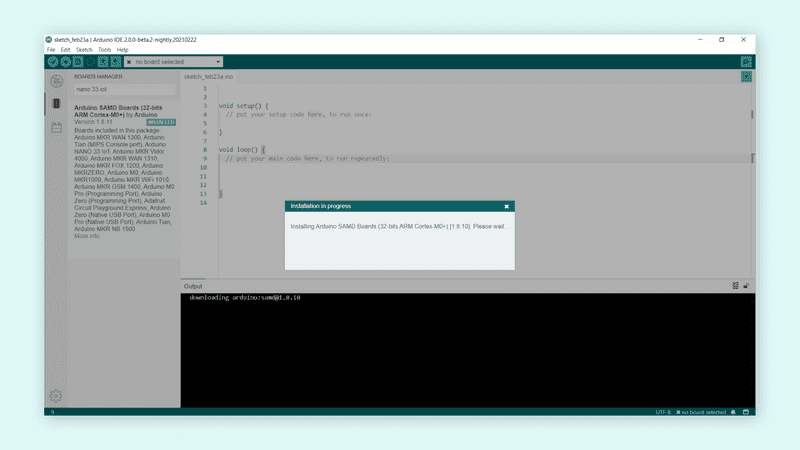 sketch_feb23a | Arduino IDE 2.0.0-beta.2-nightly.20210222
File Edit Sketch Tools Help
no board selected
BOARDS MANAGER
nano 33 iot
Arduino SAMD Boards (32-bits
ARM Cortex-M0+) by Arduino
Boards included in this package:
Arduino MKR WAN 1300, Arduino
Tian (MIPS Console port), Arduino
NANO 33 IoT, Arduino MKR Vidor
4000, Arduino MKR WAN 1310,
Arduino MKR FOX 1200, Arduino
MKRZERO, Arduino M0, Arduino
MKR1000, Arduino MKR WiFi 1010,
Arduino MKR GSM 1400, Arduino M0
Pro (Programming Port), Arduino
Zero (Programming Port), Adafruit
Circuit Playground Express, Arduino
Zero (Native USB Port), Arduino M0
Pro (Native USB Port), Arduino Tian,
Arduino MKR NB 1500
More info
sketch_feb23a.ino
1
2
3 void setup() {
4 // put your setup code here, to run once:
5
6 }
7
8 void loop() {
9 // put your main code here, to run repeatedly:
10
11
12
13 }
14
Installation in progress
Installing Arduino SAMD Boards (32-bits ARM Cortex-M0+) [1.8.10]. Please wait...
Output
downloading arduino:samd@1.8.10
UTF-8 no board selected